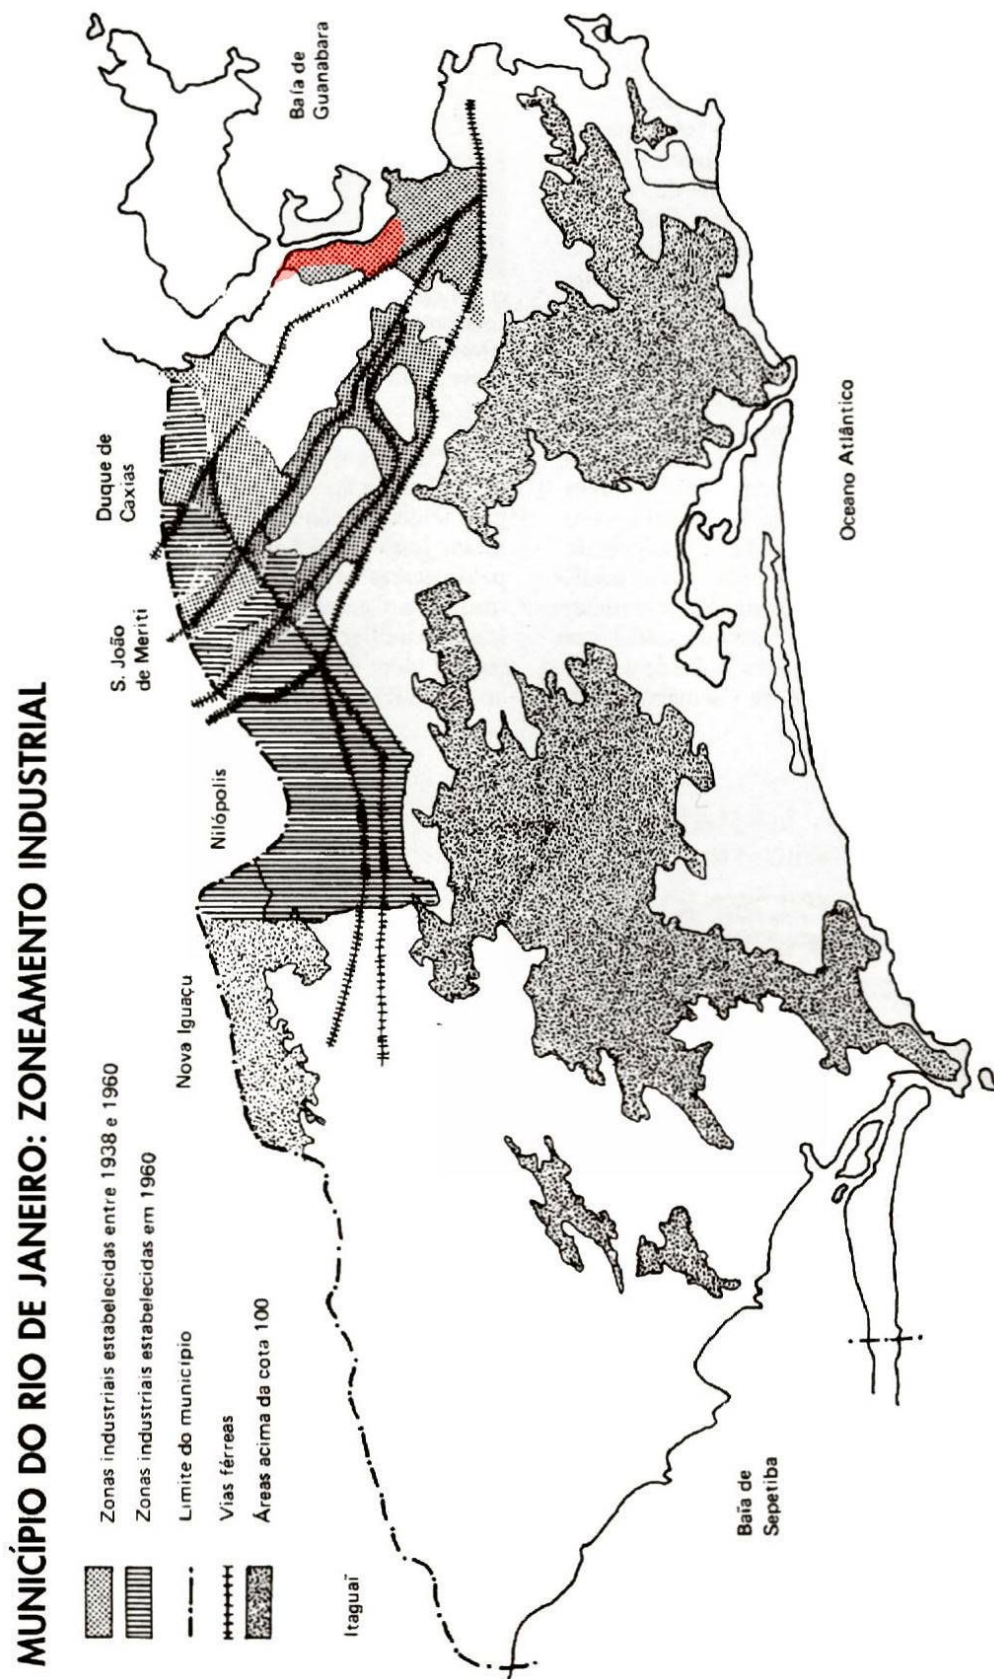 MUNICÍPIO DO RIO DE JANEIRO: ZONEAMENTO INDUSTRIAL
Zonas industriais estabelecidas entre 1938 e 1960
Zonas industriais estabelecidas em 1960
Limite do município
Vias férreas
Áreas acima da cota 100
Itaguaí
Nova Iguaçu
Nilópolis
S. João
de Meriti
Duque de
Caxias
Baía de
Guanabara
Oceano Atlântico
Baía de
Sepetiba